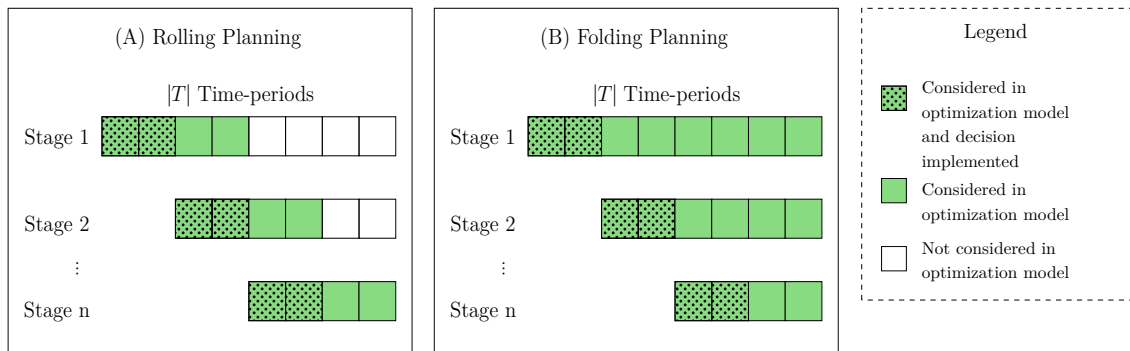 (A) Rolling Planning
|T| Time-periods
Stage 1
Stage 2
⋮
Stage n
(B) Folding Planning
|T| Time-periods
Stage 1
Stage 2
⋮
Stage n
Legend
Considered in
optimization model
and decision
implemented
Considered in
optimization model
Not considered in
optimization model